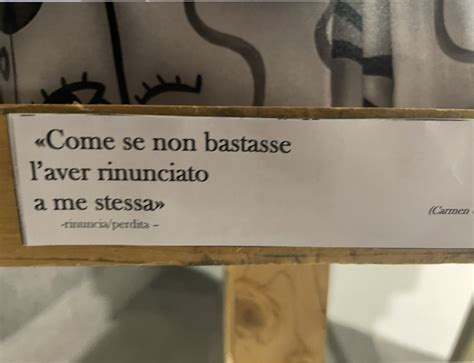 «Come se non bastasse
l'aver rinunciato
a me stessa»
-rinuncia/perdita -
(Carmen